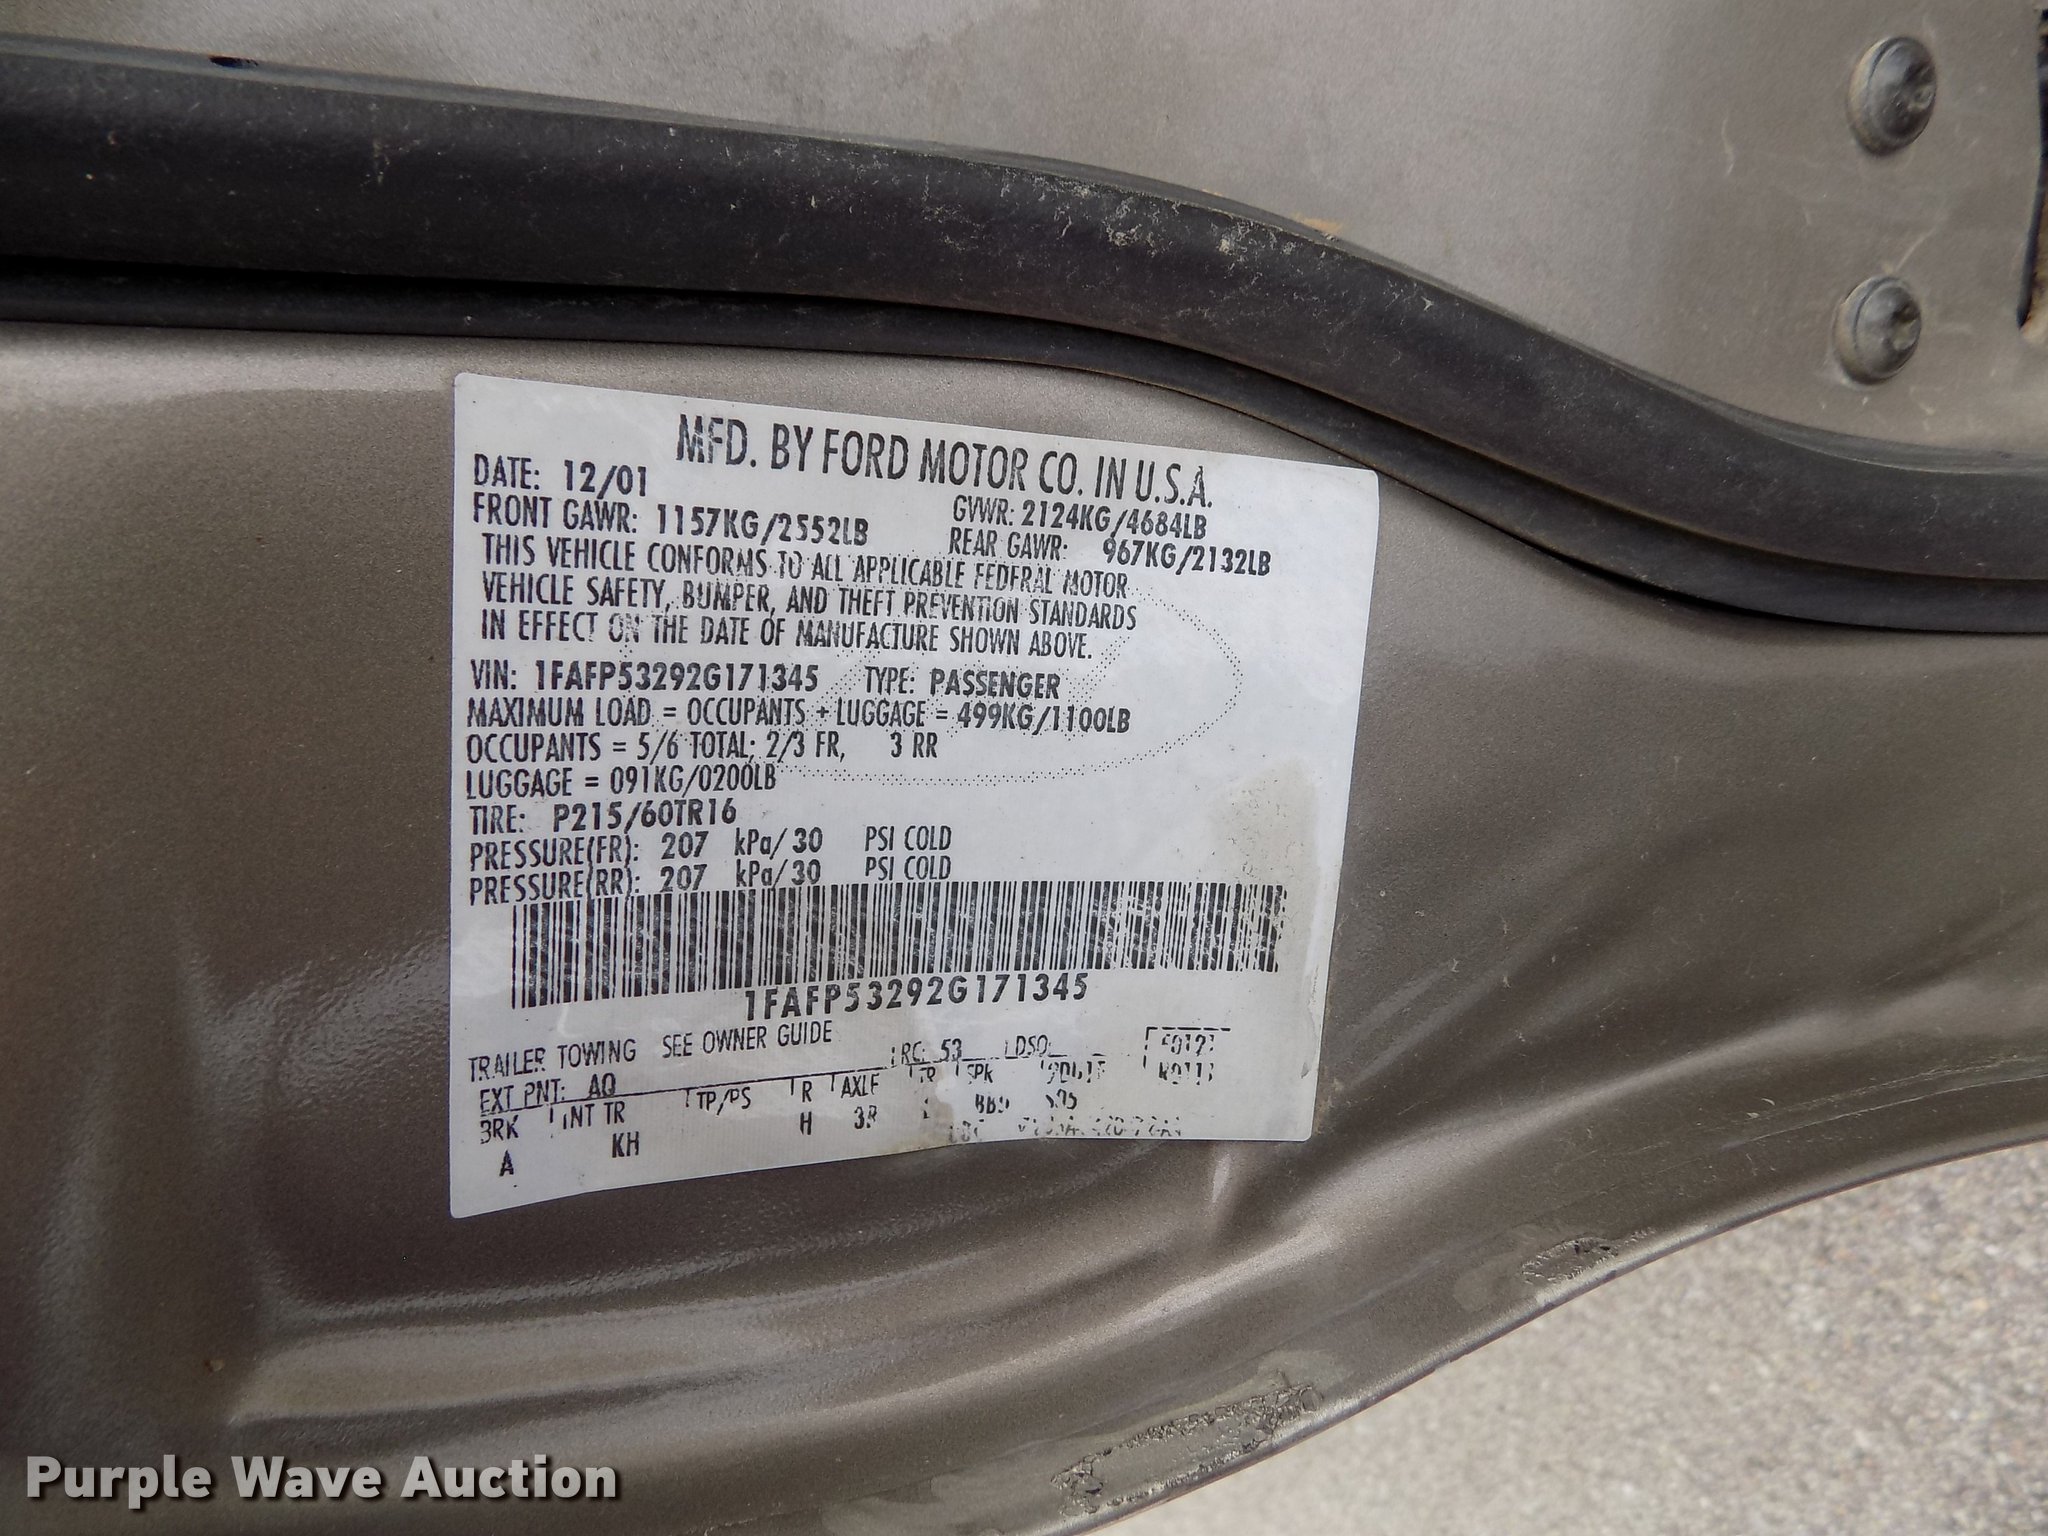 MFD. BY FORD MOTOR CO. IN U.S.A.
DATE: 12/01 GVWR: 2124KG/4684LB
FRONT GAWR: 1157KG/2552LB REAR GAWR: 967KG/2132LB
THIS VEHICLE CONFORMS TO ALL APPLICABLE FEDERAL MOTOR
VEHICLE SAFETY, BUMPER, AND THEFT PREVENTION STANDARDS
IN EFFECT ON THE DATE OF MANUFACTURE SHOWN ABOVE.
VIN: 1FAFP53292G171345 TYPE: PASSENGER
MAXIMUM LOAD = OCCUPANTS + LUGGAGE = 499KG/1100LB
OCCUPANTS = 5/6 TOTAL; 2/3 FR, 3 RR
LUGGAGE = 091KG/0200LB
TIRE: P215/60TR16
PRESSURE(FR): 207 kPa/30 PSI COLD
PRESSURE(RR): 207 kPa/30 PSI COLD
1FAFP53292G171345
TRAILER TOWING SEE OWNER GUIDE
EXT PNT: AQ RC: 53 DSO:
BRK INT TR TP/PS R AXLE TR SPK
A KH H
Purple Wave Auction